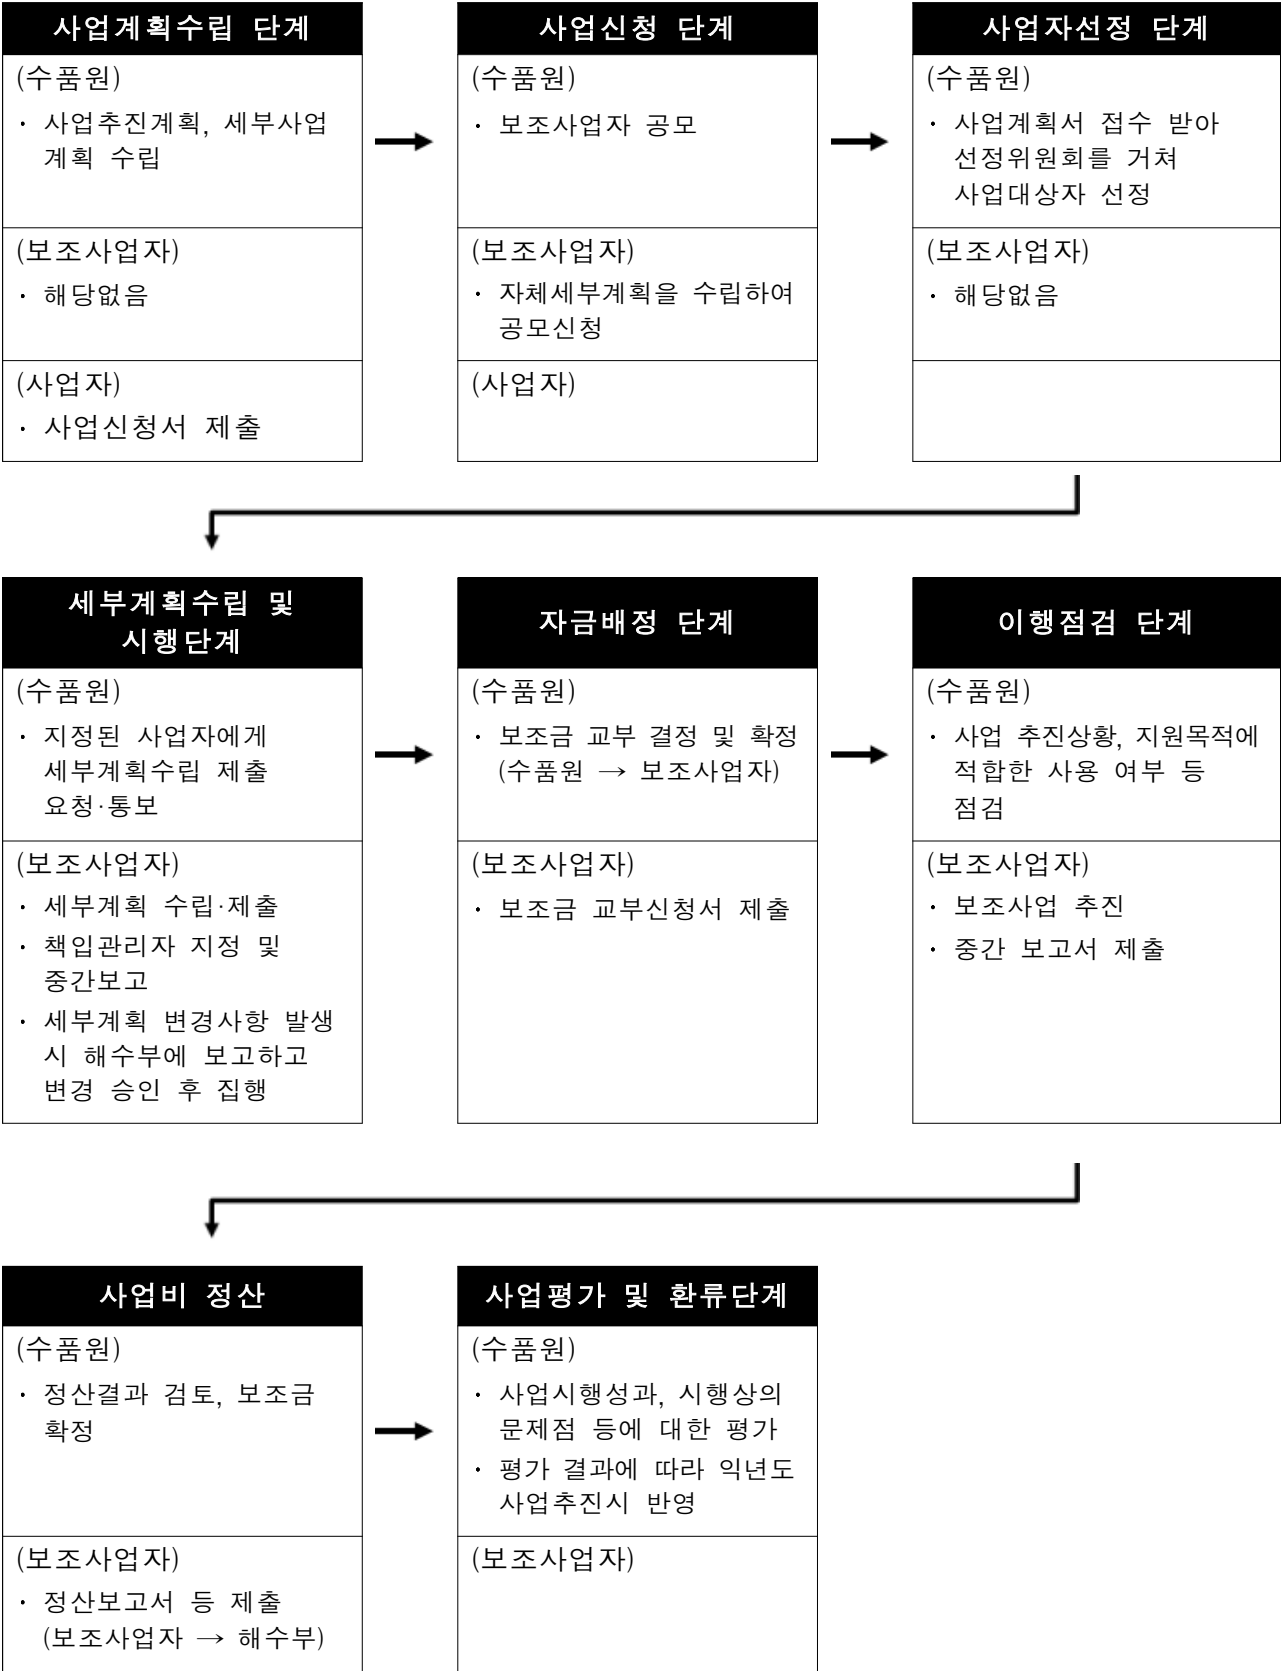 사업계획수립 단계
(수품원)
· 사업추진계획, 세부사업
계획 수립
(보조사업자)
· 해당없음
(사업자)
· 사업신청서 제출
사업신청 단계
(수품원)
· 보조사업자 공모
(보조사업자)
· 자체세부계획을 수립하여
공모신청
(사업자)
사업자선정 단계
(수품원)
· 사업계획서 접수 받아
선정위원회를 거쳐
사업대상자 선정
(보조사업자)
· 해당없음
세부계획수립 및
시행단계
(수품원)
· 지정된 사업자에게
세부계획수립 제출
요청·통보
(보조사업자)
· 세부계획 수립·제출
· 책입관리자 지정 및
중간보고
· 세부계획 변경사항 발생
시 해수부에 보고하고
변경 승인 후 집행
자금배정 단계
(수품원)
· 보조금 교부 결정 및 확정
(수품원 → 보조사업자)
(보조사업자)
· 보조금 교부신청서 제출
이행점검 단계
(수품원)
· 사업 추진상황, 지원목적에
적합한 사용 여부 등
점검
(보조사업자)
· 보조사업 추진
· 중간 보고서 제출
사업비 정산
(수품원)
· 정산결과 검토, 보조금
확정
(보조사업자)
· 정산보고서 등 제출
(보조사업자 → 해수부)
사업평가 및 환류단계
(수품원)
· 사업시행성과, 시행상의
문제점 등에 대한 평가
· 평가 결과에 따라 익년도
사업추진시 반영
(보조사업자)